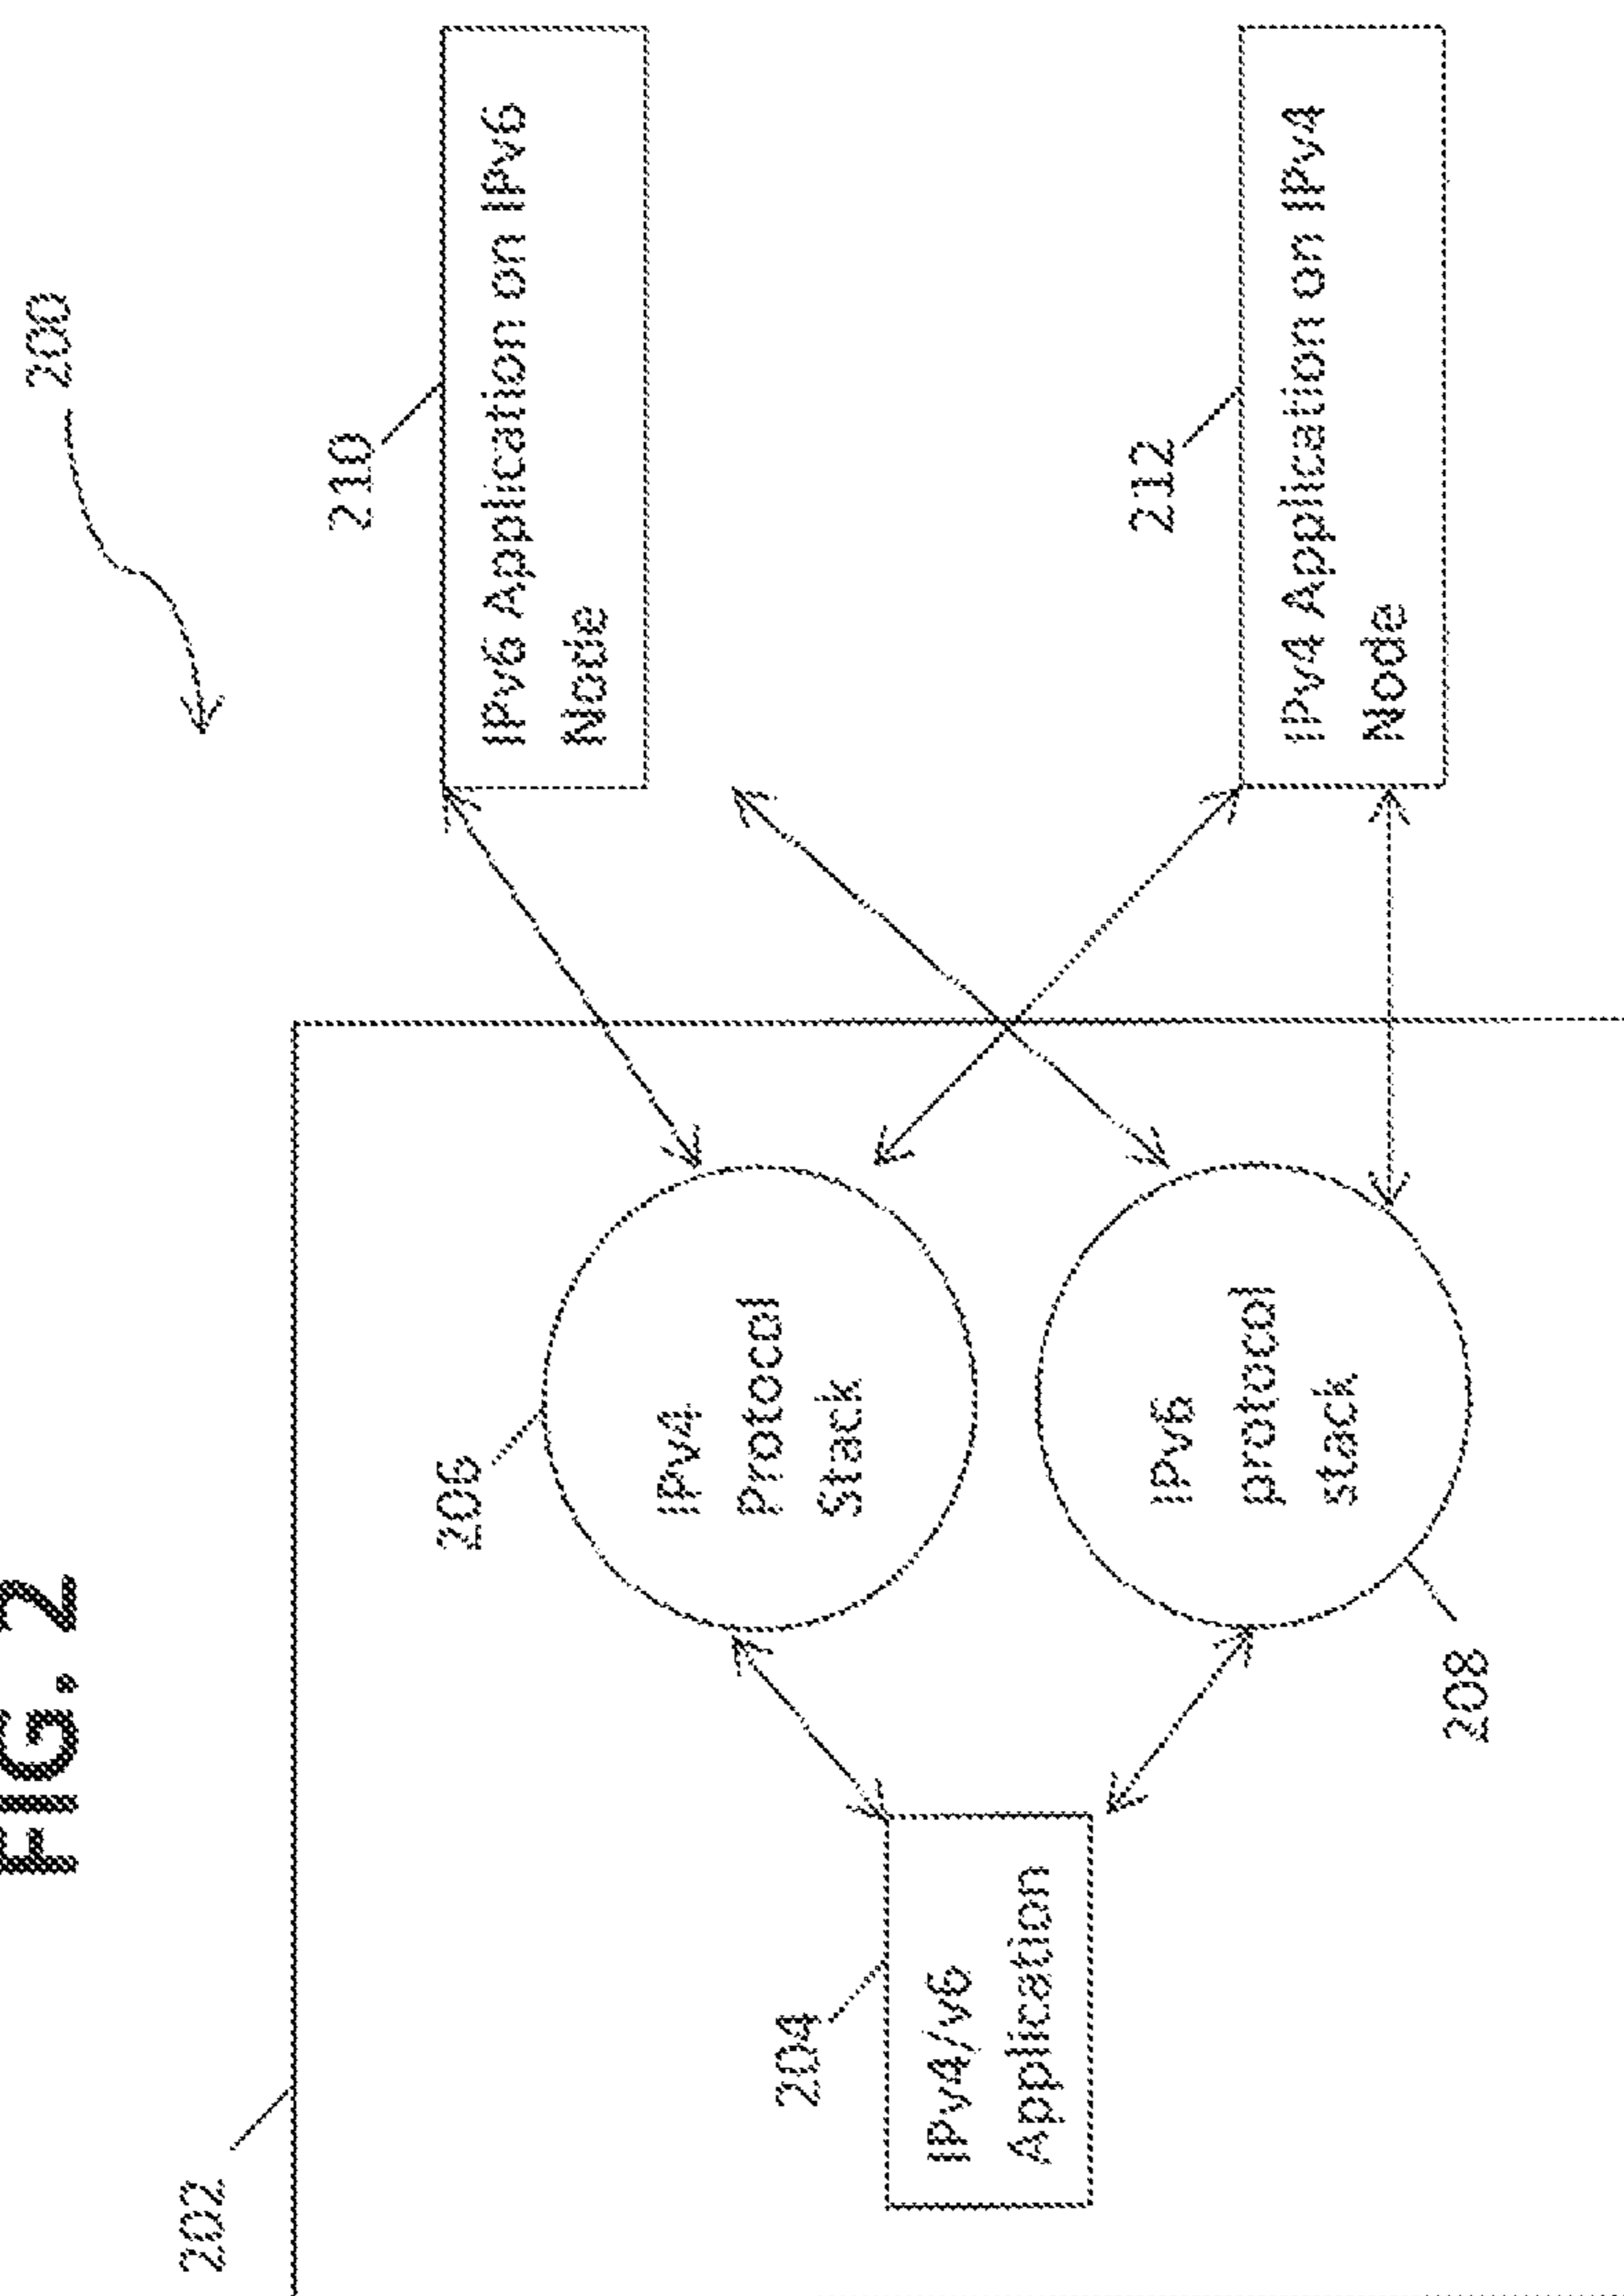 FIG. 2
200
202
204
IPv4/v6
Application
206
IPv4
Protocol
Stack
208
IPv6
protocol
stack
210
IPv6 Application on IPv6
Node
212
IPv4 Application on IPv4
Node